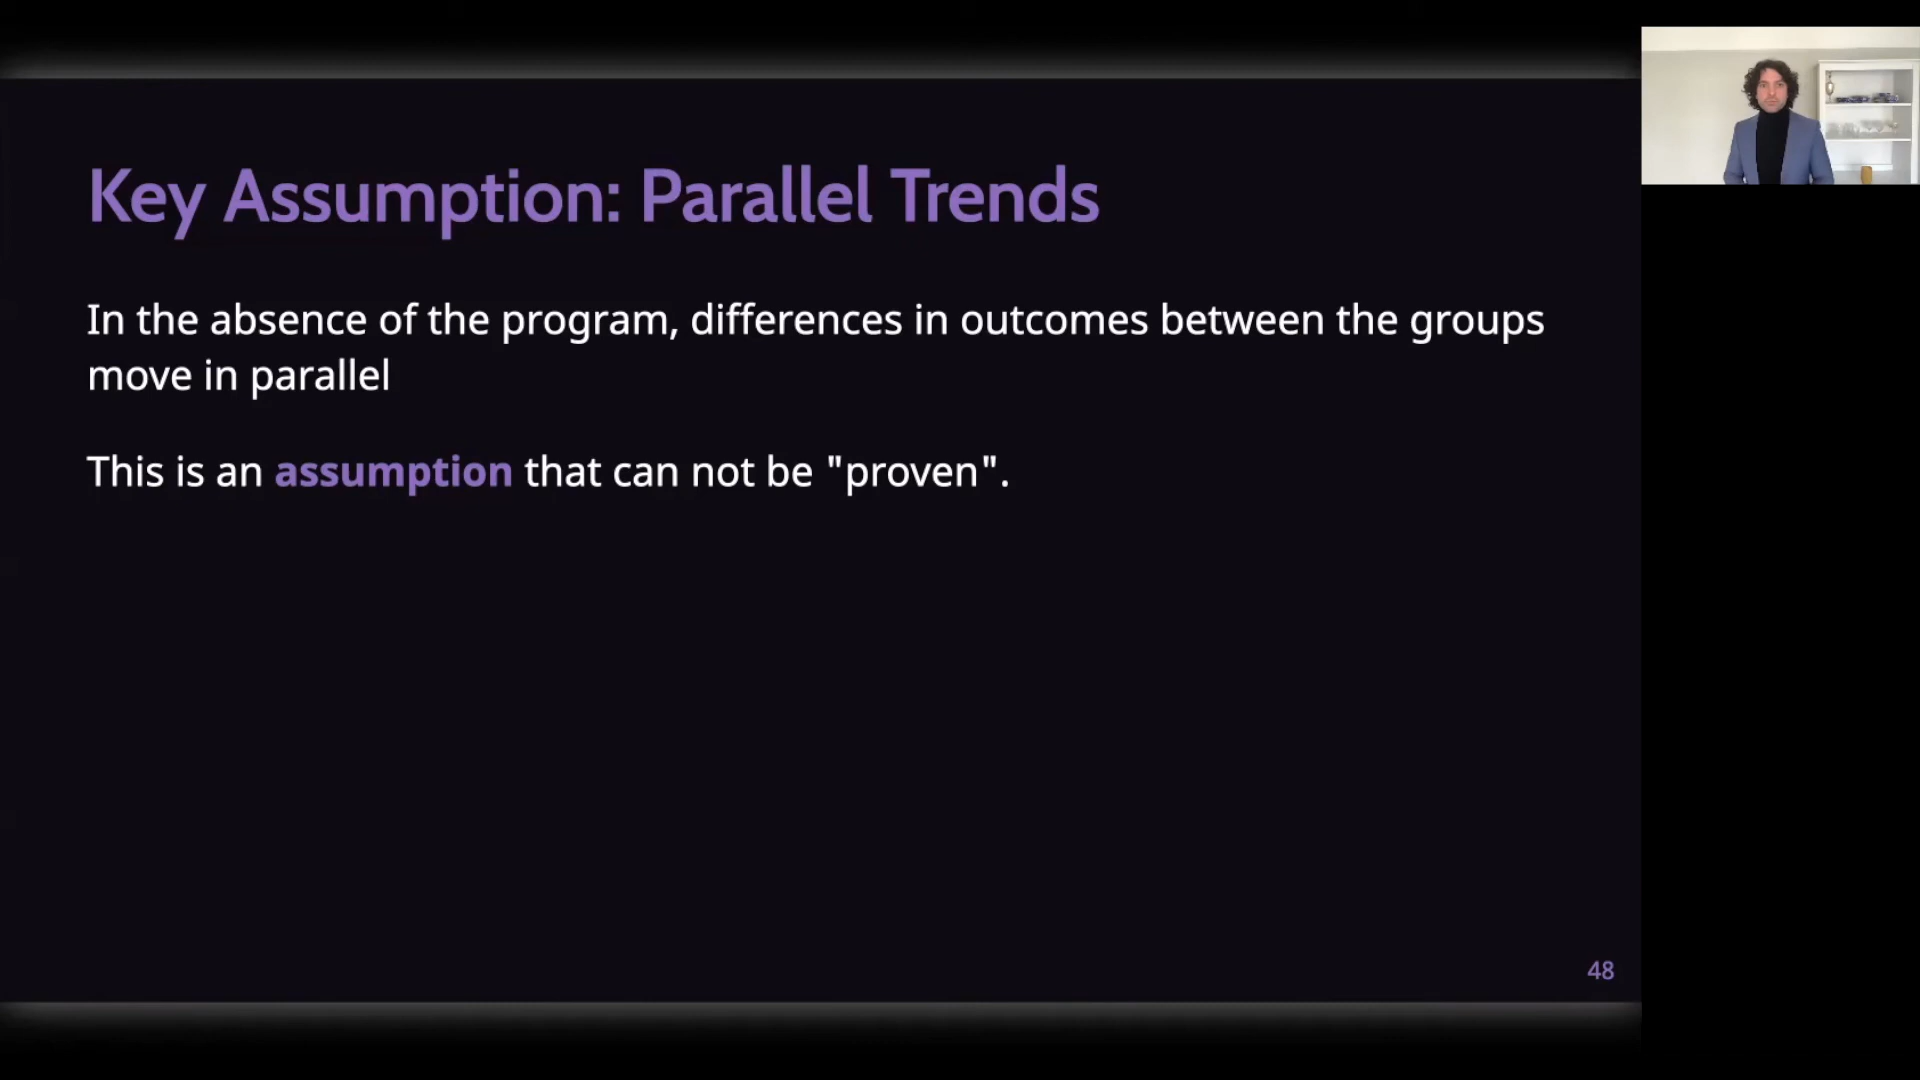 Key Assumption: Parallel Trends
In the absence of the program, differences in outcomes between the groups
move in parallel
This is an assumption that can not be "proven".
48